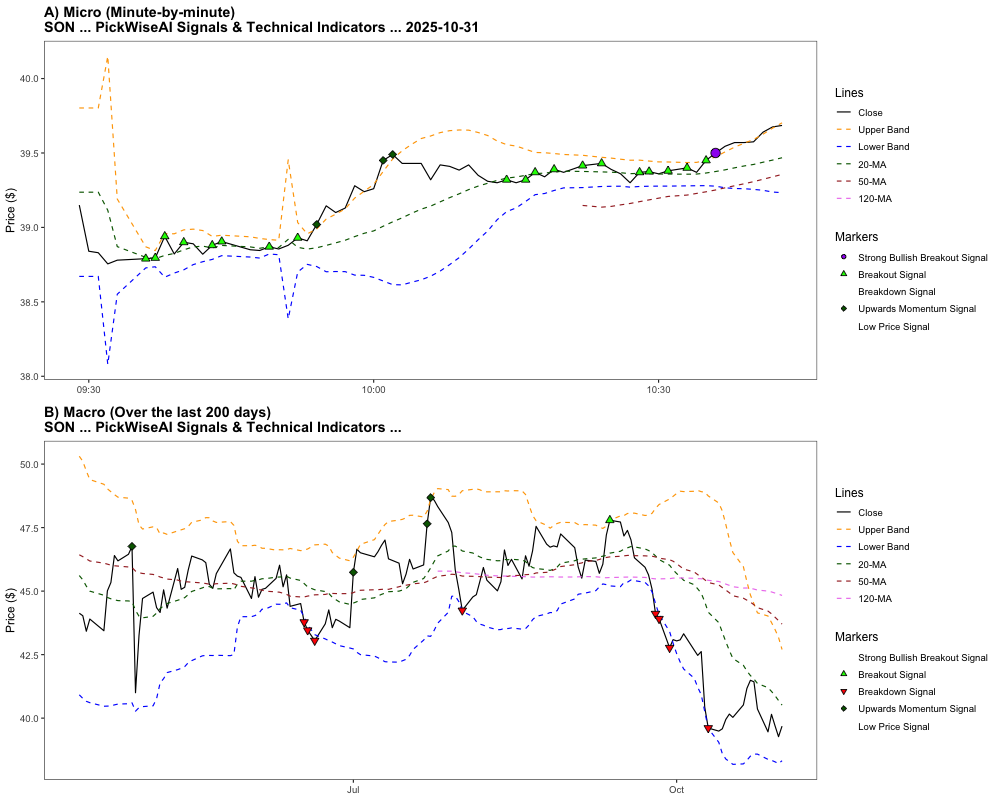 A) Micro (Minute-by-minute)
SON ... PickWiseAI Signals & Technical Indicators ... 2025-10-31
Price ($)
40.0
39.5
39.0
38.5
38.0
09:30
10:00
10:30
Lines
Close
Upper Band
Lower Band
20-MA
50-MA
120-MA
Markers
Strong Bullish Breakout Signal
Breakout Signal
Breakdown Signal
Upwards Momentum Signal
Low Price Signal
B) Macro (Over the last 200 days)
SON ... PickWiseAI Signals & Technical Indicators ...
Price ($)
50.0
47.5
45.0
42.5
40.0
Jul
Oct
Lines
Close
Upper Band
Lower Band
20-MA
50-MA
120-MA
Markers
Strong Bullish Breakout Signal
Breakout Signal
Breakdown Signal
Upwards Momentum Signal
Low Price Signal